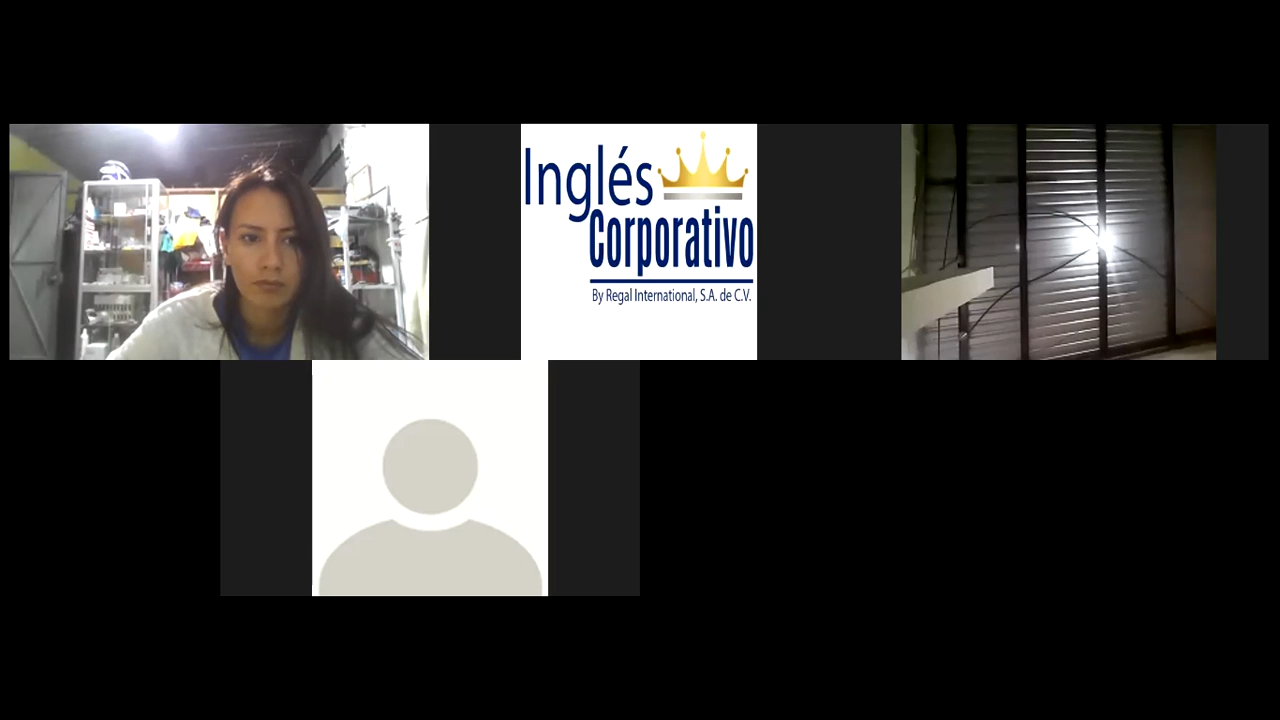 Inglés
Corporativo
By Regal International, S.A. de C.V.